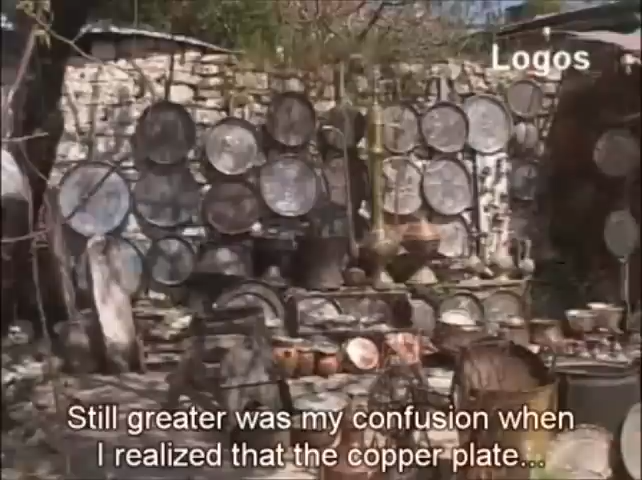 Logos
Still greater was my confusion when
I realized that the copper plate...